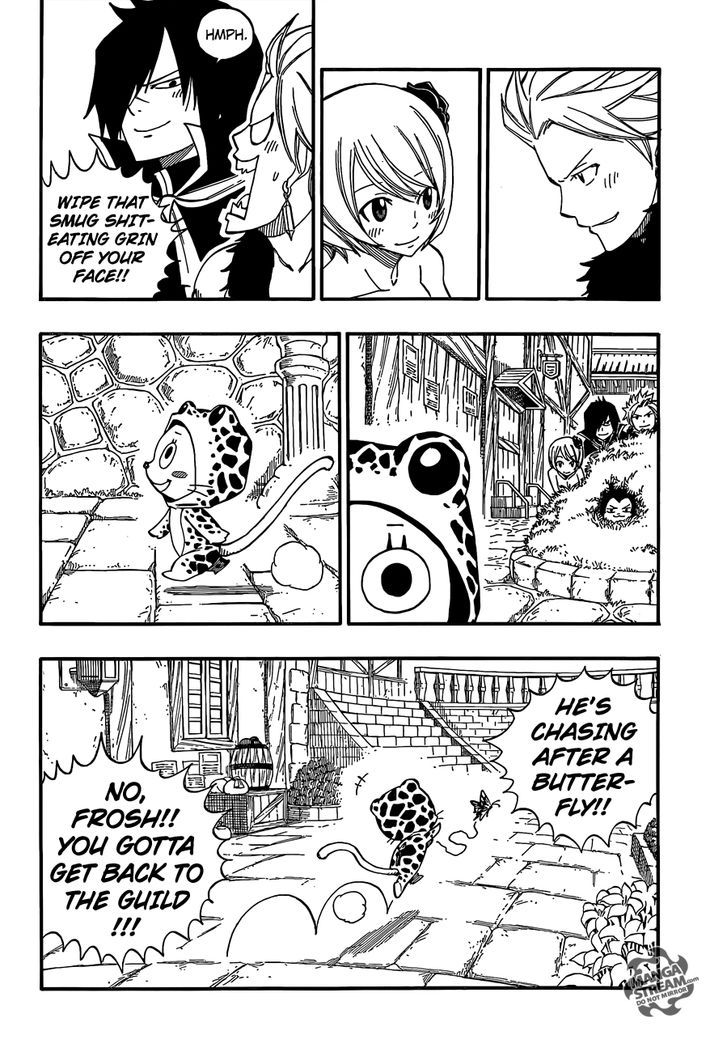 HMPH.
WIPE THAT
SMUG SHIT-
EATING GRIN
OFF YOUR
FACE!!
HE'S
CHASING
AFTER A
BUTTER-
FLY!!
NO,
FROSH!!
YOU GOTTA
GET BACK TO
THE GUILD
!!!
MANGA
STREAM.COM
DO NOT MIRROR